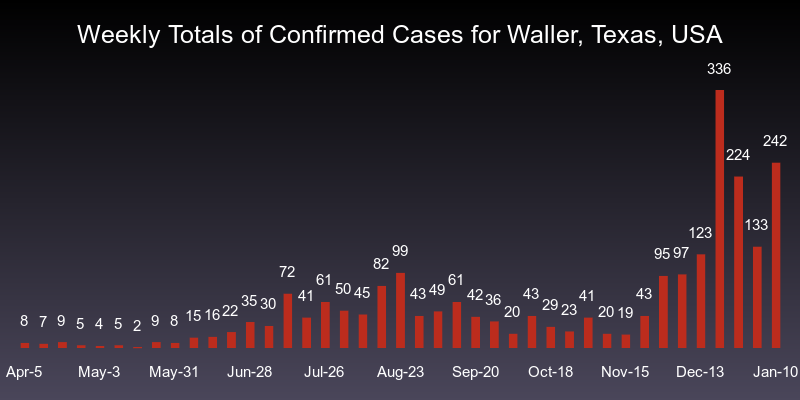 Weekly Totals of Confirmed Cases for Waller, Texas, USA
8 7 9 5 4 5 2 9 8 15 16 22 35 30 72 41 61 50 45 82 99 43 49 61 42 36 20 43 29 23 41 20 19 43 95 97 123 336 224 133 242
Apr-5 May-3 May-31 Jun-28 Jul-26 Aug-23 Sep-20 Oct-18 Nov-15 Dec-13 Jan-10